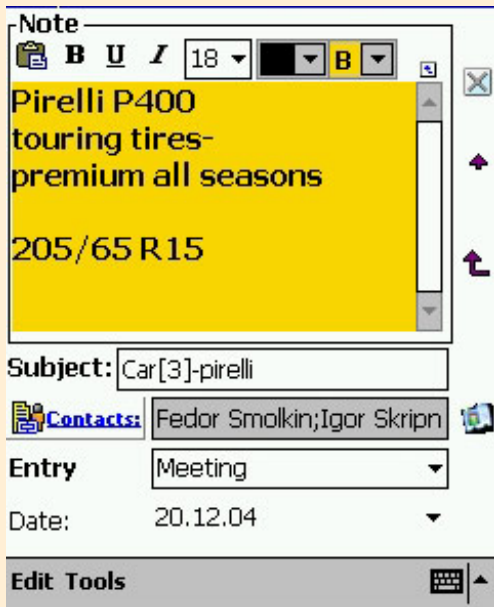 Note
B U I 18 B
Pirelli P400
touring tires-
premium all seasons
205/65 R15
Subject: Car[3]-pirelli
Contacts: Fedor Smolkin;Igor Skripn
Entry Meeting
Date: 20.12.04
Edit Tools